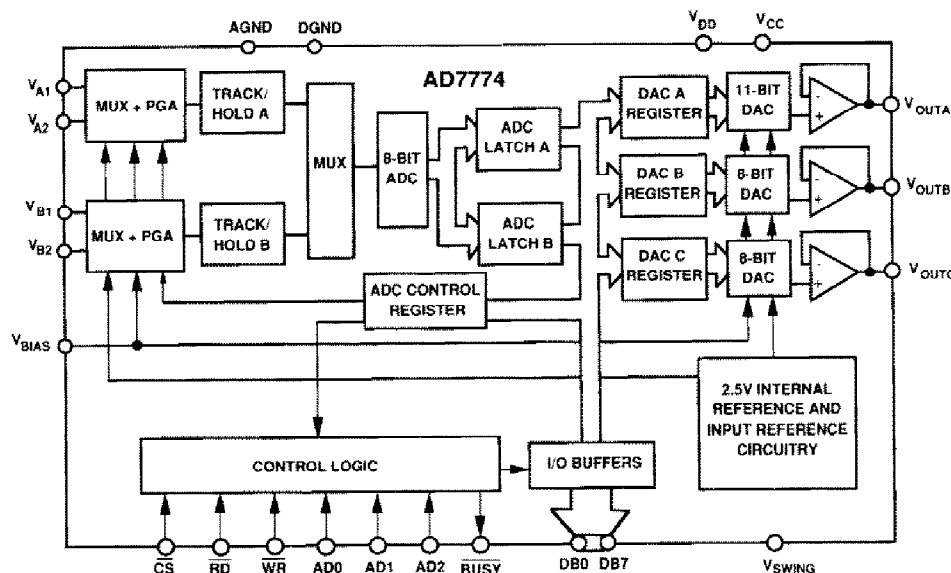 AGND DGND VDD VCC
AD7774
VA1
VA2
MUX + PGA
TRACK/
HOLD A
MUX
8-BIT
ADC
ADC
LATCH A
DAC A
REGISTER
11-BIT
DAC
-
+
VOUTA
VB1
VB2
MUX + PGA
TRACK/
HOLD B
ADC
LATCH B
DAC B
REGISTER
8-BIT
DAC
-
+
VOUTB
DAC C
REGISTER
8-BIT
DAC
-
+
VOUTC
ADC CONTROL
REGISTER
VBIAS
2.5V INTERNAL
REFERENCE AND
INPUT REFERENCE
CIRCUITRY
CONTROL LOGIC
I/O BUFFERS
CS RD WR AD0 AD1 AD2 BUSY DB0 DB7 VSWING